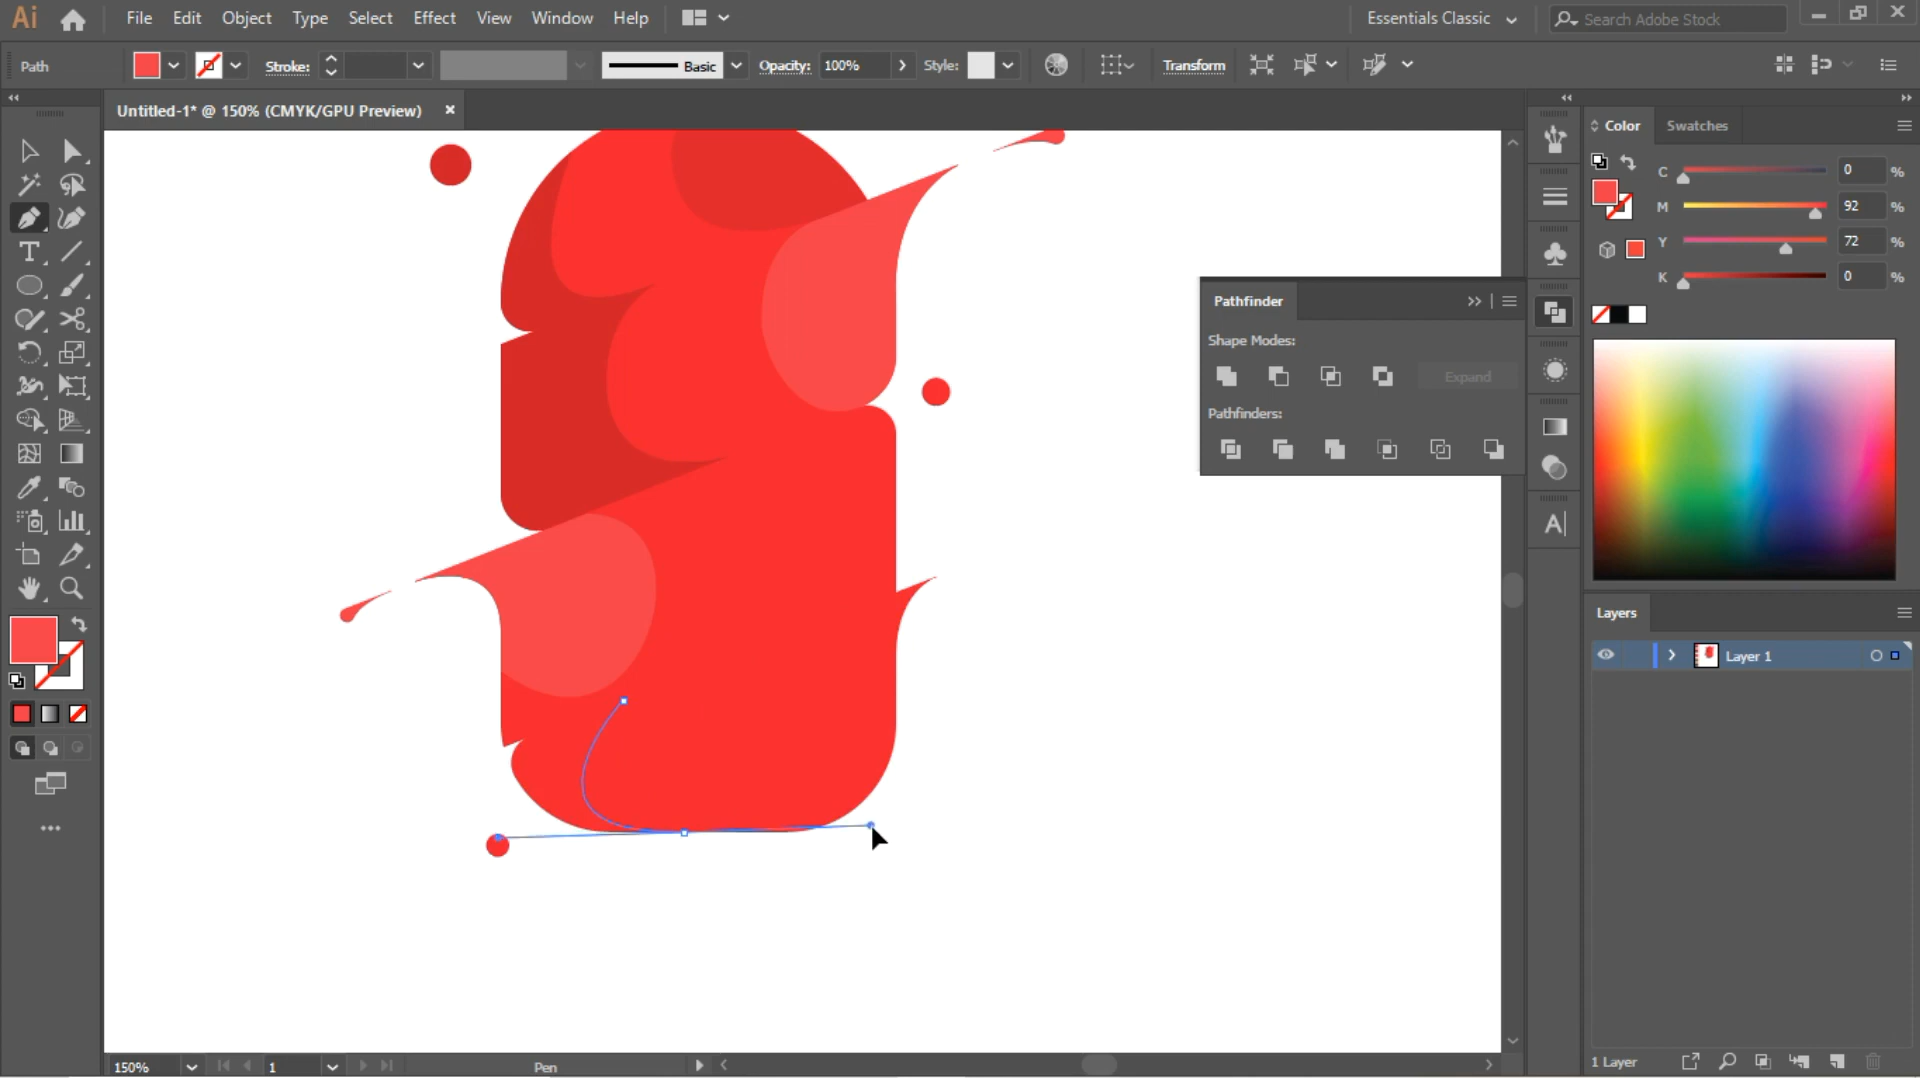 Ai File Edit Object Type Select Effect View Window Help Essentials Classic Search Adobe Stock
Path Stroke: Basic Opacity: 100% Style: Transform
Untitled-1* @ 150% (CMYK/GPU Preview) ×
Color Swatches
C 0 %
M 92 %
Y 72 %
K 0 %
Pathfinder
Shape Modes:
Expand
Pathfinders:
Layers
Layer 1
1 Layer
150% 1 Pen